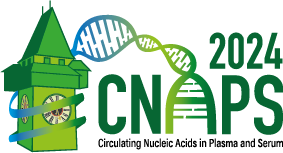 2024
CNAPS
Circulating Nucleic Acids in Plasma and Serum